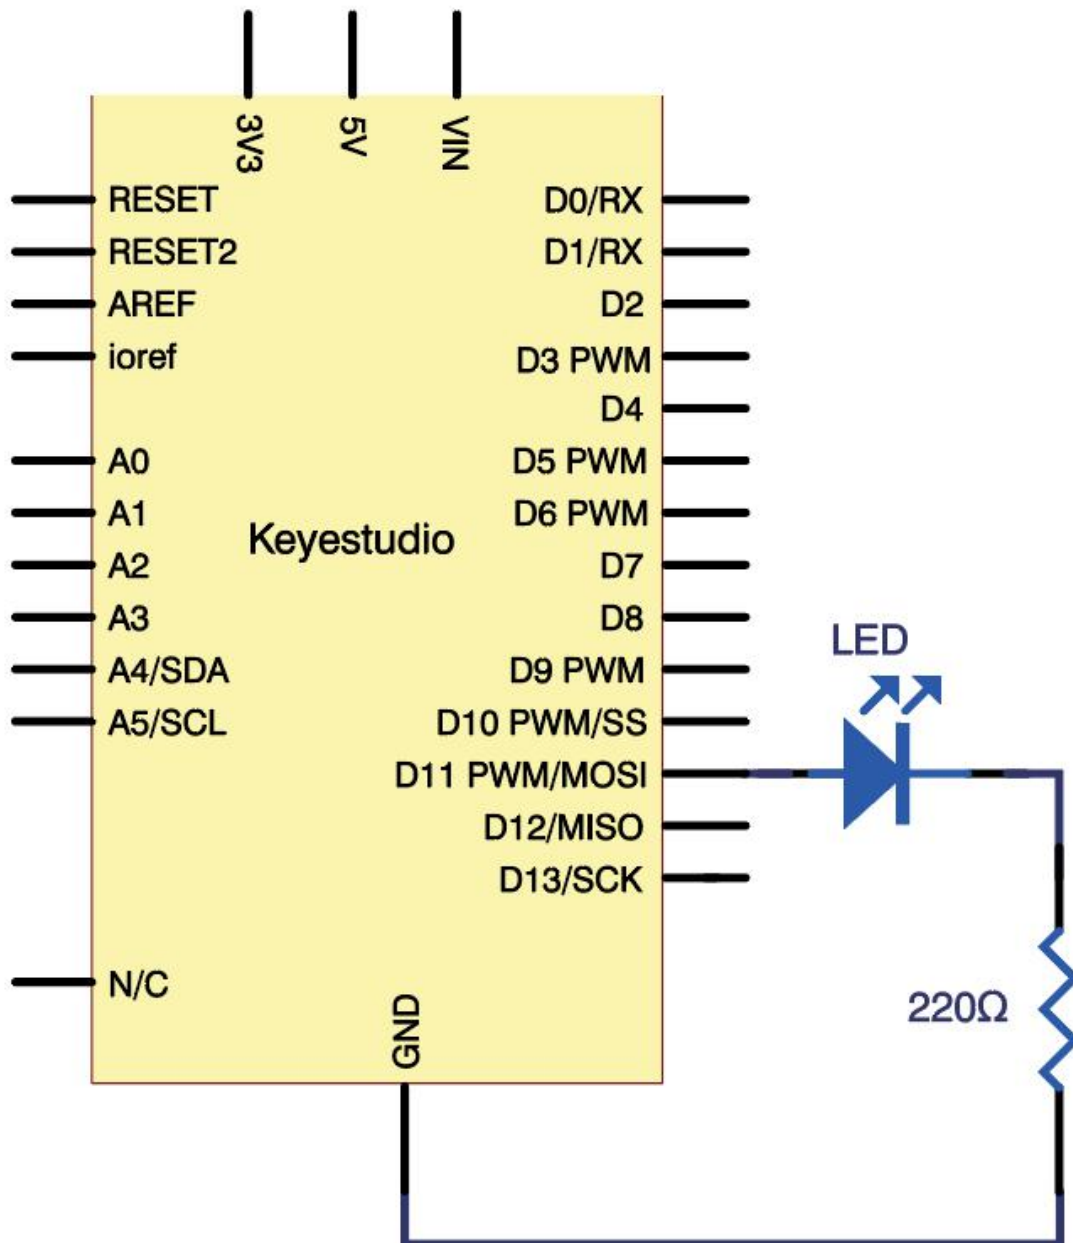 3V3
5V
VIN
RESET
RESET2
AREF
ioref
A0
A1
A2
A3
A4/SDA
A5/SCL
N/C
Keyestudio
D0/RX
D1/RX
D2
D3 PWM
D4
D5 PWM
D6 PWM
D7
D8
D9 PWM
D10 PWM/SS
D11 PWM/MOSI
D12/MISO
D13/SCK
GND
LED
220Ω